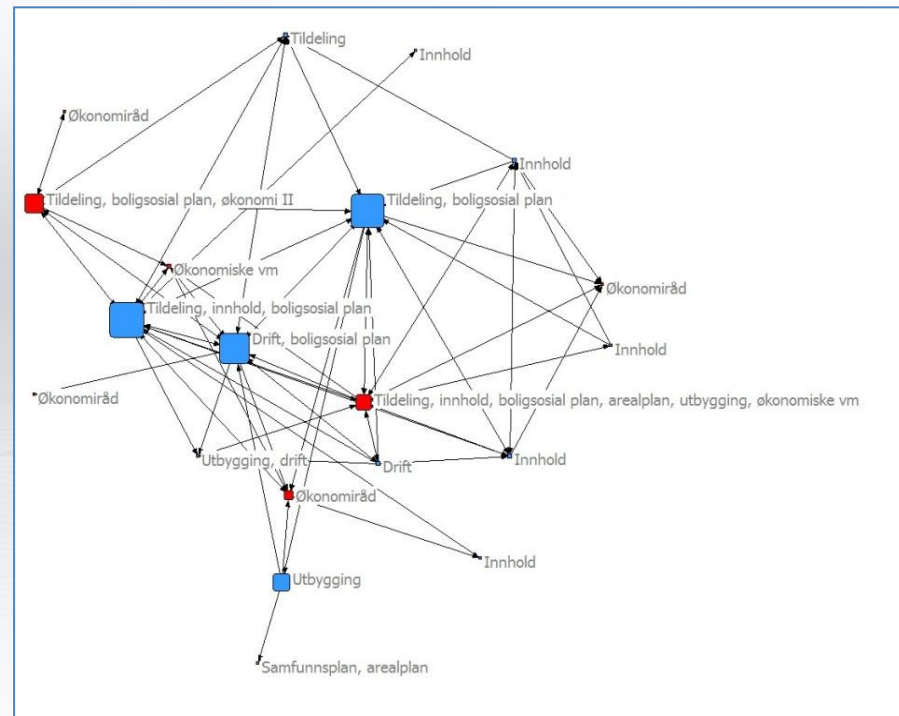 Tildeling
Innhold
Økonomiråd
Innhold
Tildeling, boligsosial plan, økonomi II
Tildeling, boligsosial plan
Økonomiske vm
Økonomiråd
Tildeling, innhold, boligsosial plan
Drift, boligsosial plan
Innhold
Økonomiråd
Tildeling, innhold, boligsosial plan, arealplan, utbygging, økonomiske vm
Utbygging, drift
Drift
Innhold
Økonomiråd
Innhold
Utbygging
Samfunnsplan, arealplan